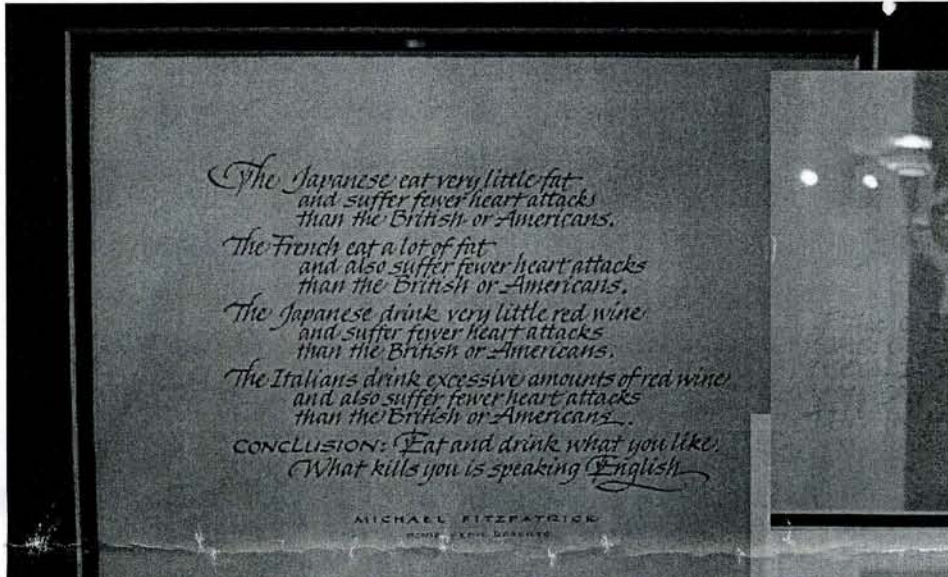 The Japanese eat very little fat
and suffer fewer heart attacks
than the British or Americans.
The French eat a lot of fat
and also suffer fewer heart attacks
than the British or Americans.
The Japanese drink very little red wine
and suffer fewer heart attacks
than the British or Americans.
The Italians drink excessive amounts of red wine
and also suffer fewer heart attacks
than the British or Americans.
CONCLUSION: Eat and drink what you like.
What kills you is speaking English
MICHAEL FITZPATRICK